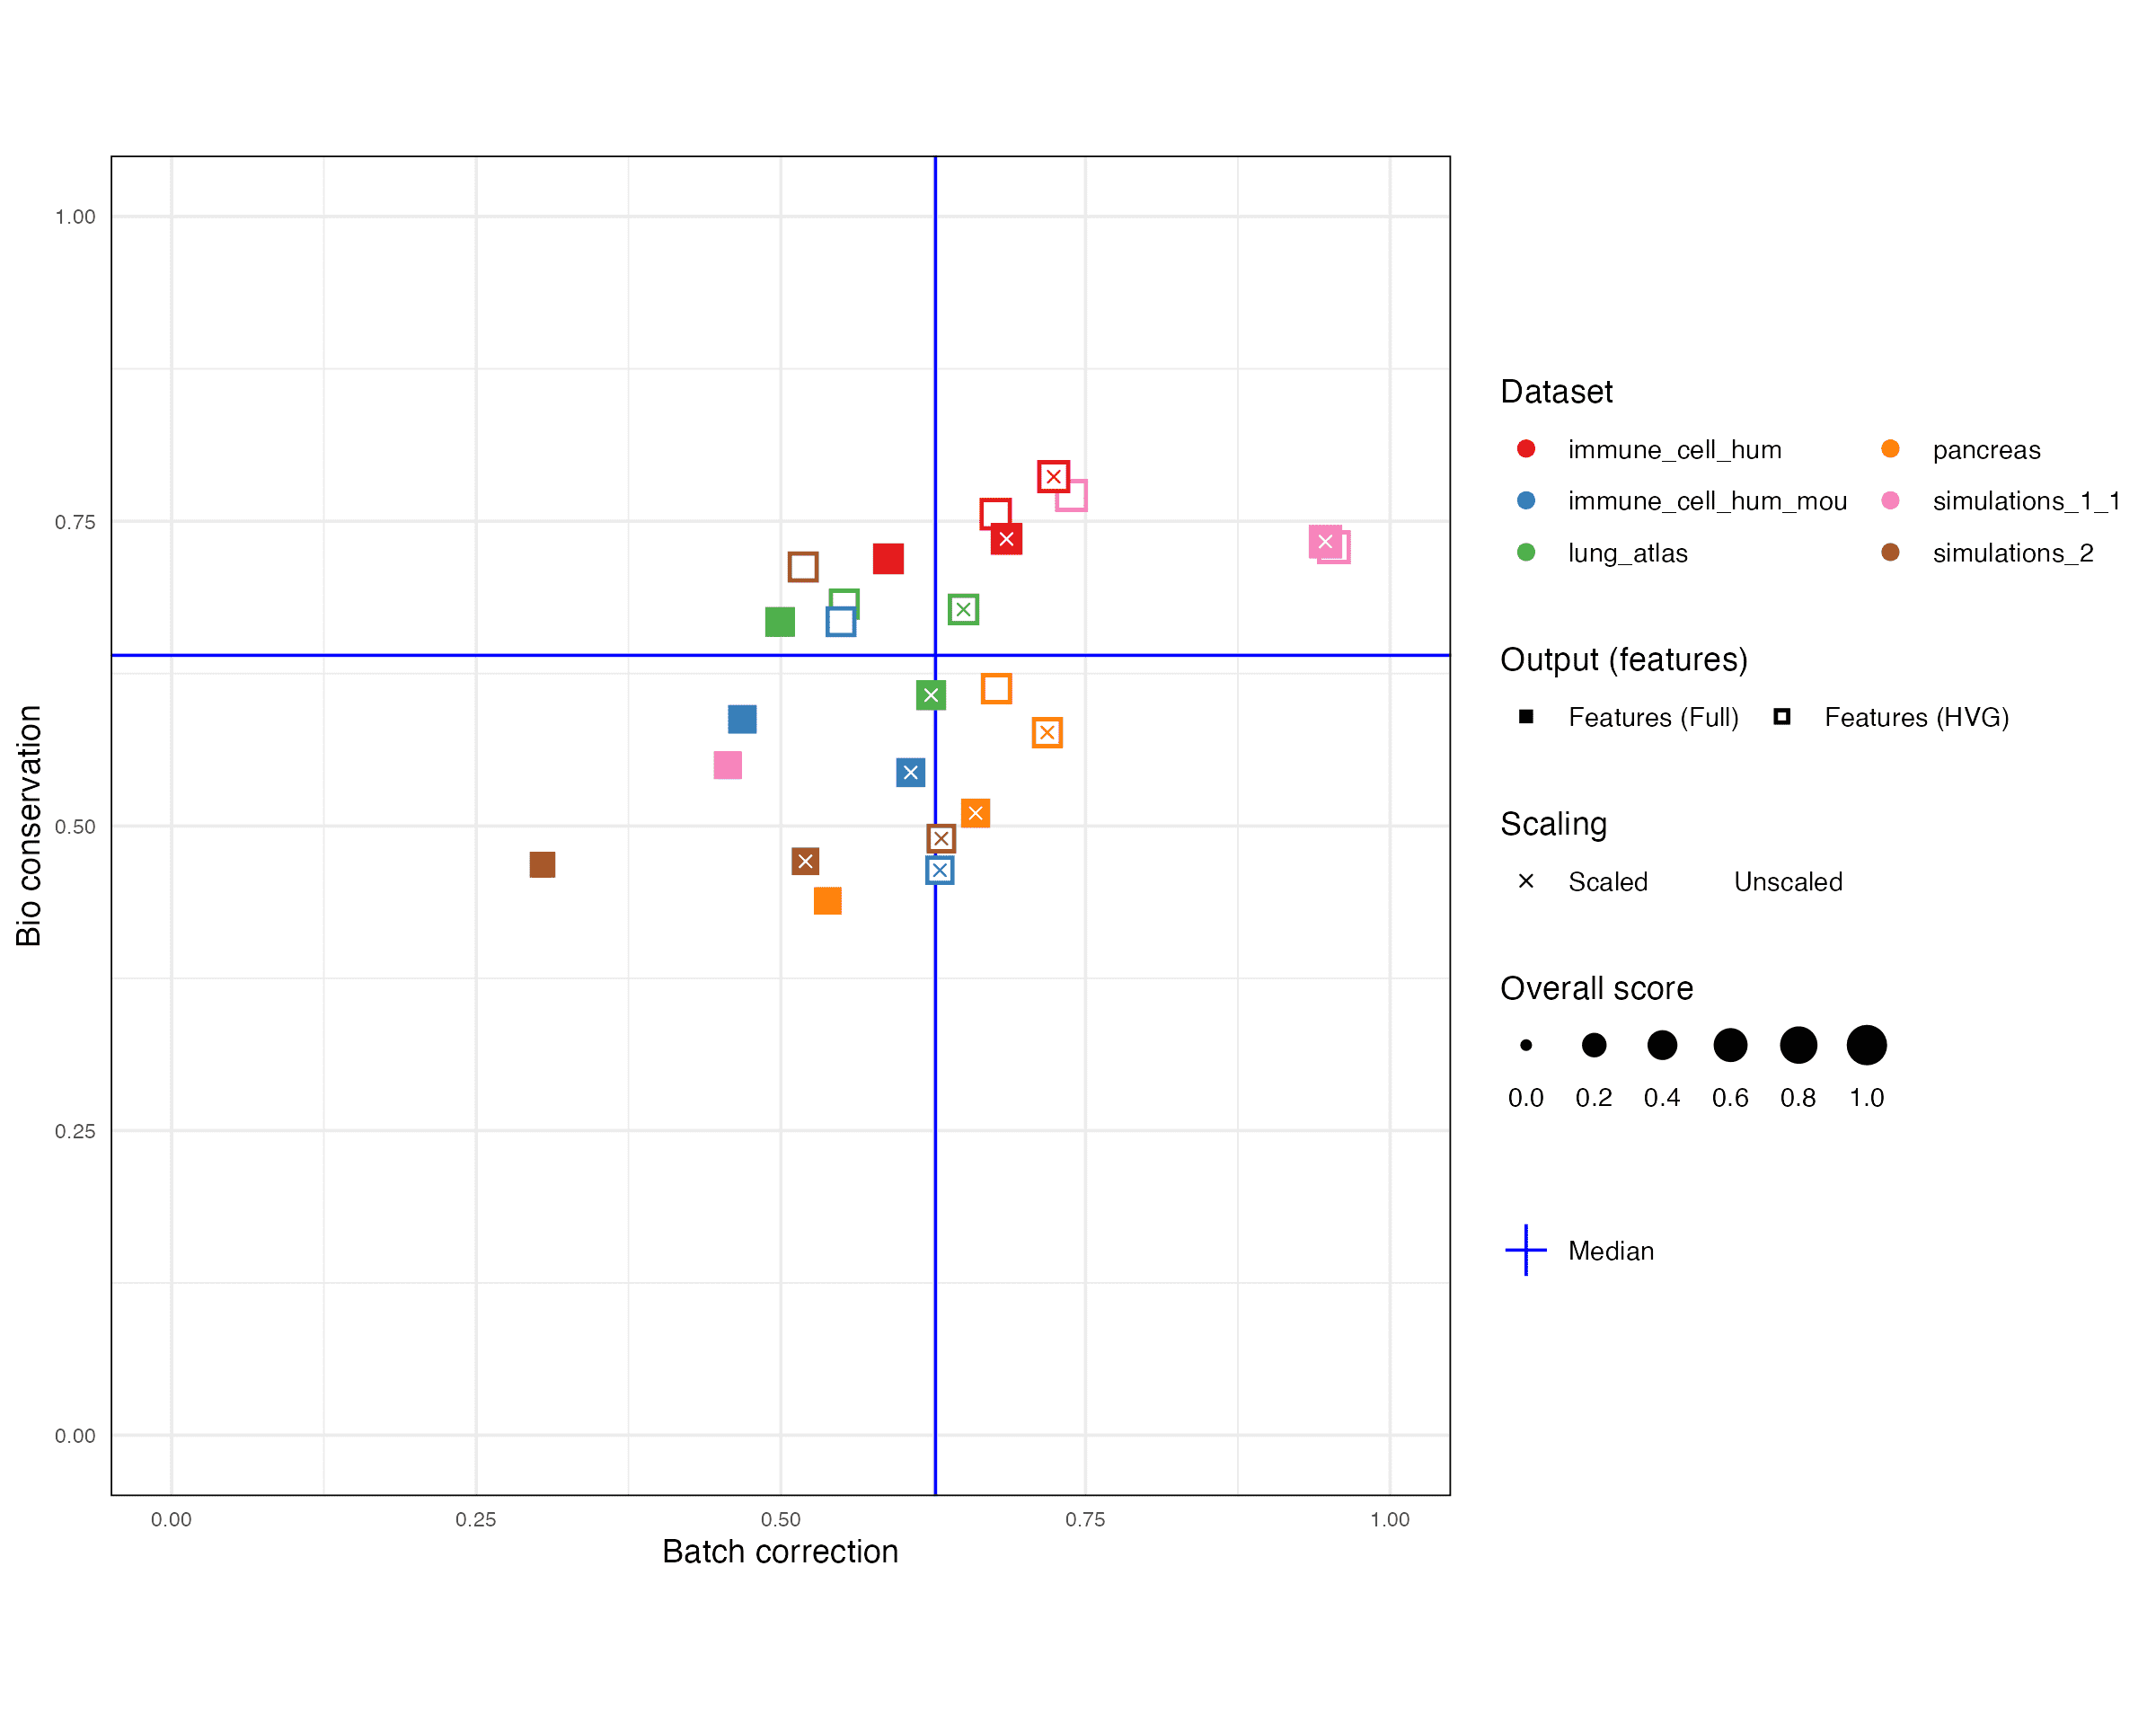 1.00
0.75
0.50
0.25
0.00
Bio conservation
0.00 0.25 0.50 0.75 1.00
Batch correction
Dataset
immune_cell_hum pancreas
immune_cell_hum_mou simulations_1_1
lung_atlas simulations_2
Output (features)
Features (Full) Features (HVG)
Scaling
Scaled Unscaled
Overall score
0.0 0.2 0.4 0.6 0.8 1.0
Median